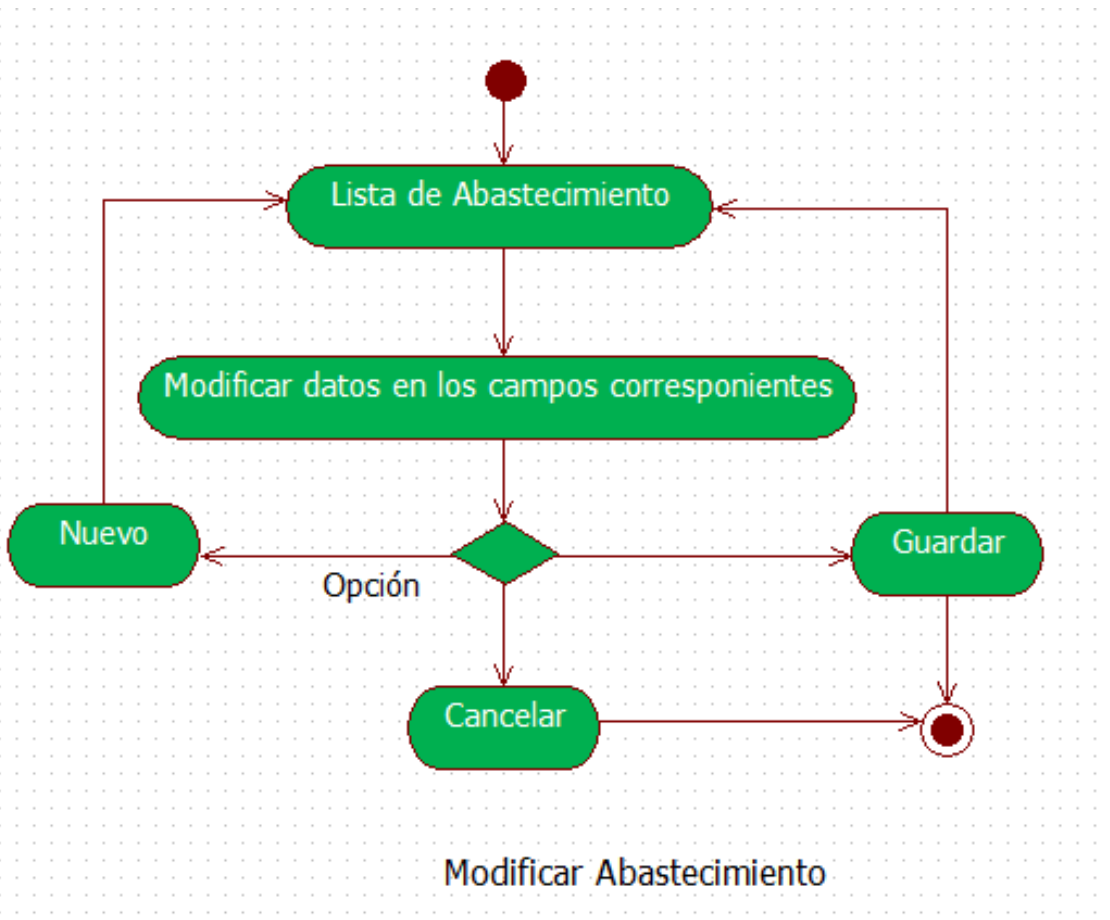 Lista de Abastecimiento
Modificar datos en los campos corresponientes
Nuevo
Guardar
Opción
Cancelar
Modificar Abastecimiento